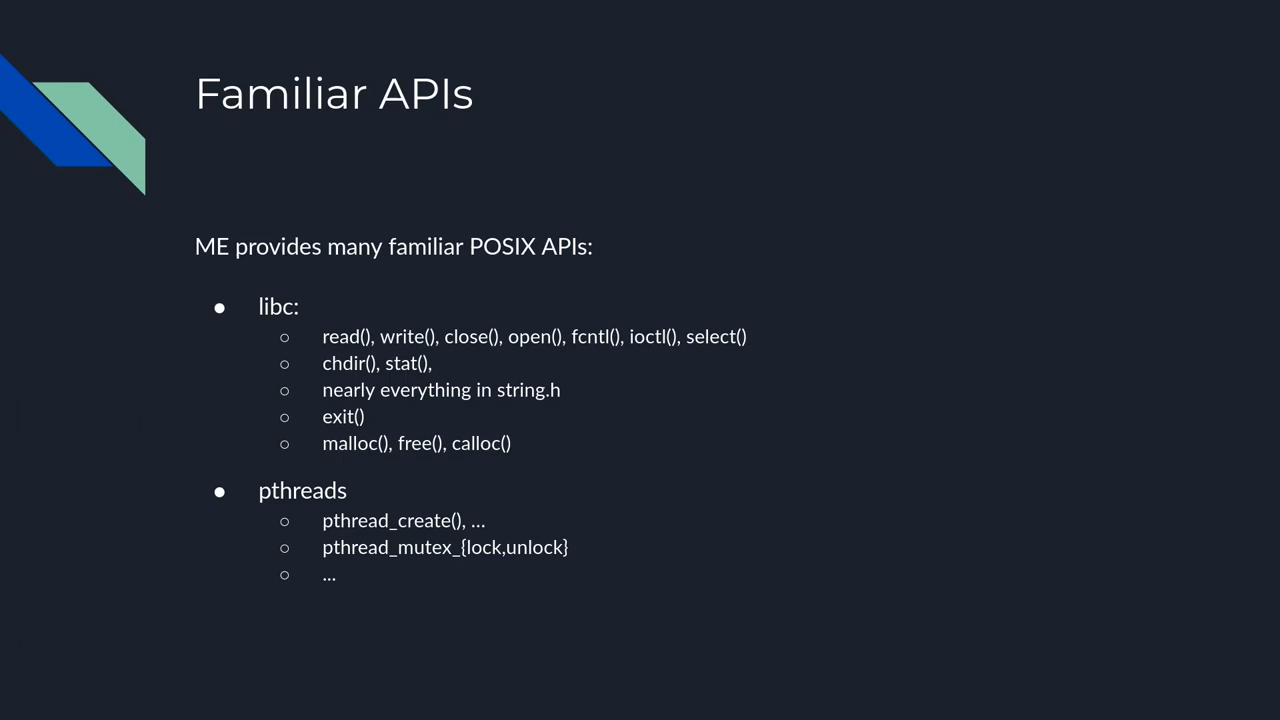 Familiar APIs
ME provides many familiar POSIX APIs:
● libc:
○ read(), write(), close(), open(), fcntl(), ioctl(), select()
○ chdir(), stat(),
○ nearly everything in string.h
○ exit()
○ malloc(), free(), calloc()
● pthreads
○ pthread_create(), ...
○ pthread_mutex_{lock,unlock}
○ ...